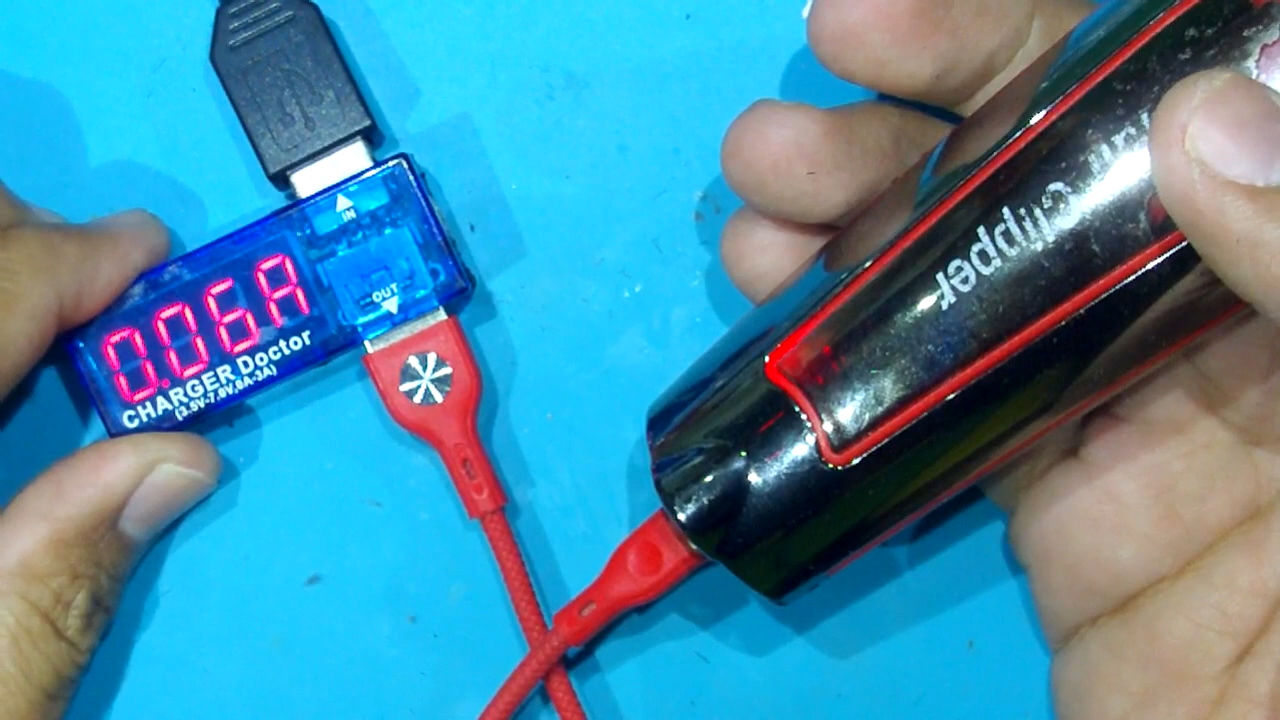 IN
OUT
0.06A
CHARGER Doctor
(3.5V-7.0V,0A-3A)
Clipper